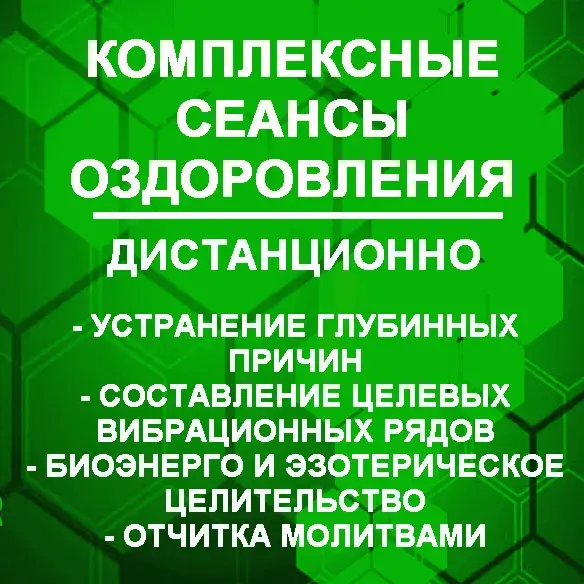 КОМПЛЕКСНЫЕ
СЕАНСЫ
ОЗДОРОВЛЕНИЯ
ДИСТАНЦИОННО
- УСТРАНЕНИЕ ГЛУБИННЫХ
ПРИЧИН
- СОСТАВЛЕНИЕ ЦЕЛЕВЫХ
ВИБРАЦИОННЫХ РЯДОВ
- БИОЭНЕРГО И ЭЗОТЕРИЧЕСКОЕ
ЦЕЛИТЕЛЬСТВО
- ОТЧИТКА МОЛИТВАМИ